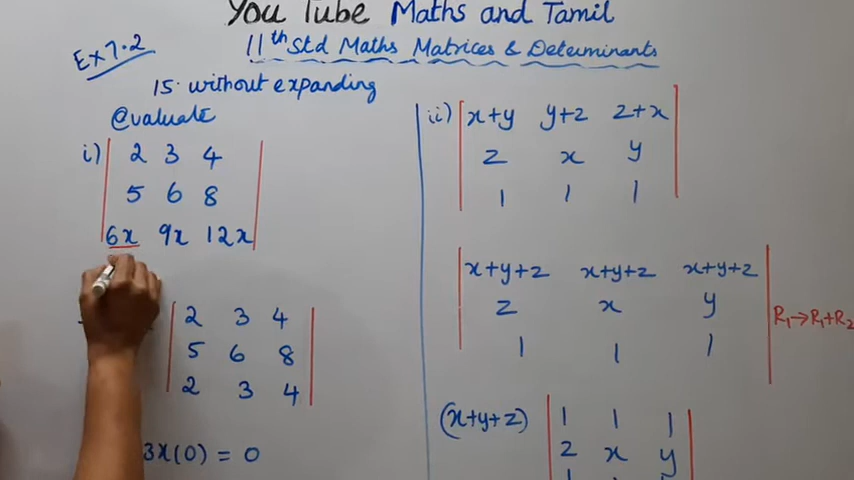 You Tube Maths and Tamil
Ex 7.2
11th Std Maths Matrices & Determinants
15. without expanding
evaluate
i) 2 3 4
5 6 8
6x 9x 12x
2 3 4
5 6 8
2 3 4
3x(0) = 0
ii) x+y y+z z+x
z x y
1 1 1
x+y+z x+y+z x+y+z
z x y
1 1 1
R₁→R₁+R₂
(x+y+z) 1 1 1
z x y